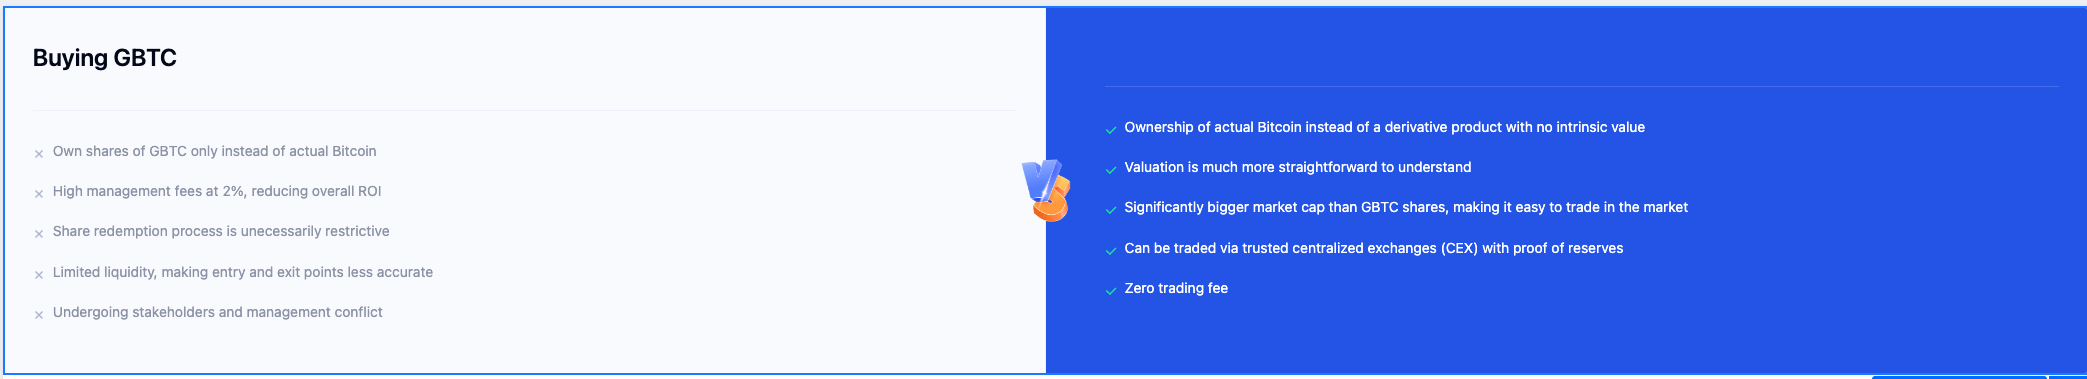 Buying GBTC
Own shares of GBTC only instead of actual Bitcoin
High management fees at 2%, reducing overall ROI
Share redemption process is unecessarily restrictive
Limited liquidity, making entry and exit points less accurate
Undergoing stakeholders and management conflict
VS
Ownership of actual Bitcoin instead of a derivative product with no intrinsic value
Valuation is much more straightforward to understand
Significantly bigger market cap than GBTC shares, making it easy to trade in the market
Can be traded via trusted centralized exchanges (CEX) with proof of reserves
Zero trading fee